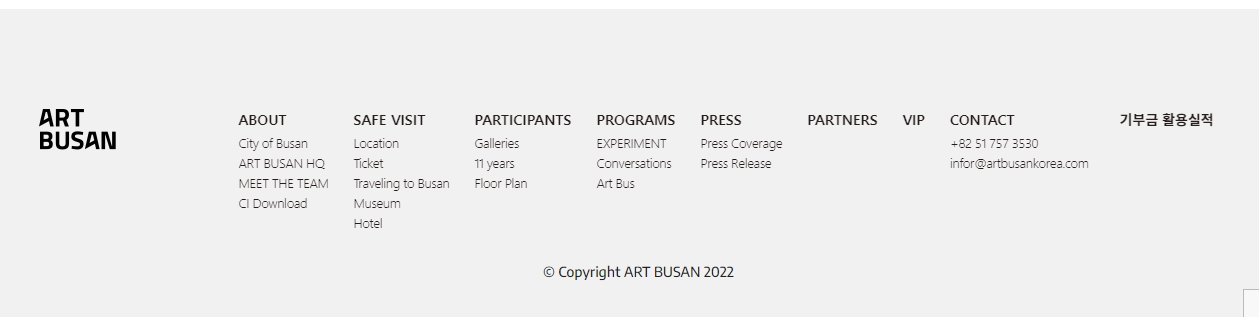 ART
BUSAN
ABOUT
City of Busan
ART BUSAN HQ
MEET THE TEAM
CI Download
SAFE VISIT
Location
Ticket
Traveling to Busan
Museum
Hotel
PARTICIPANTS
Galleries
11 years
Floor Plan
PROGRAMS
EXPERIMENT
Conversations
Art Bus
PRESS
Press Coverage
Press Release
PARTNERS
VIP
CONTACT
+82 51 757 3530
infor@artbusankorea.com
기부금 활용실적
© Copyright ART BUSAN 2022